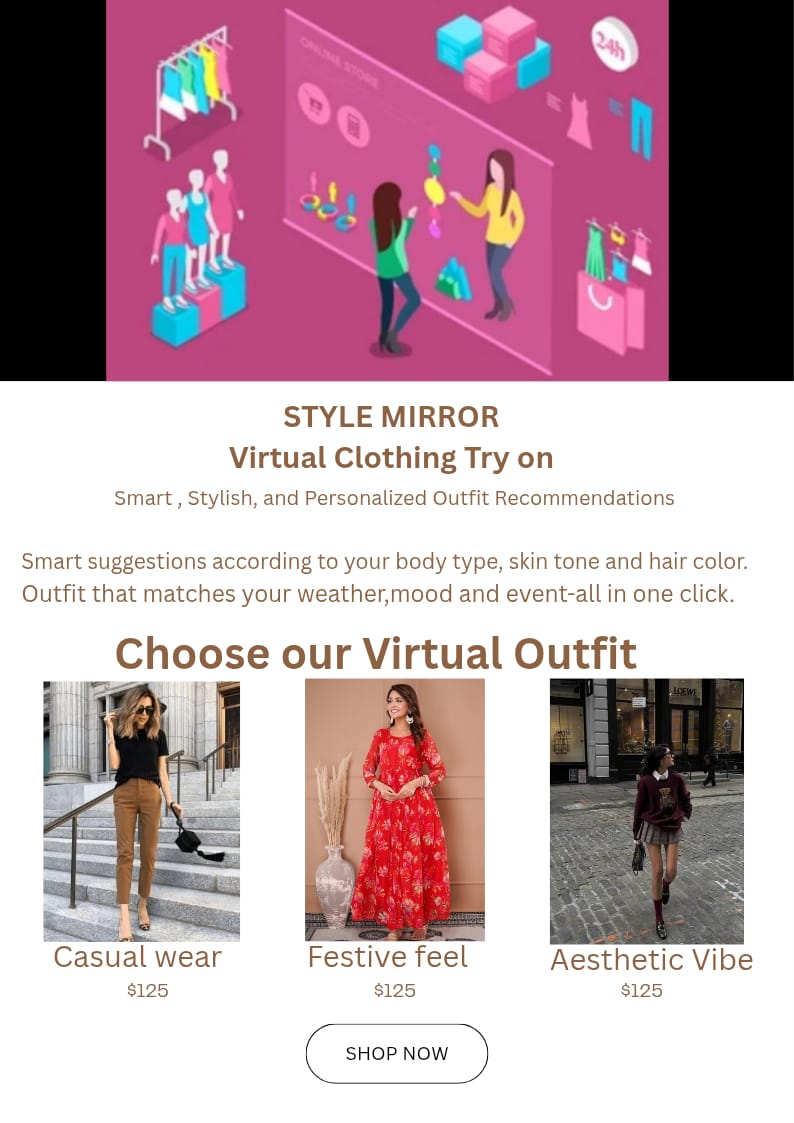 ONLINE STORE
24h
STYLE MIRROR
Virtual Clothing Try on
Smart , Stylish, and Personalized Outfit Recommendations
Smart suggestions according to your body type, skin tone and hair color.
Outfit that matches your weather,mood and event-all in one click.
Choose our Virtual Outfit
LOEWE
Casual wear
Festive feel
Aesthetic Vibe
$125
$125
$125
SHOP NOW